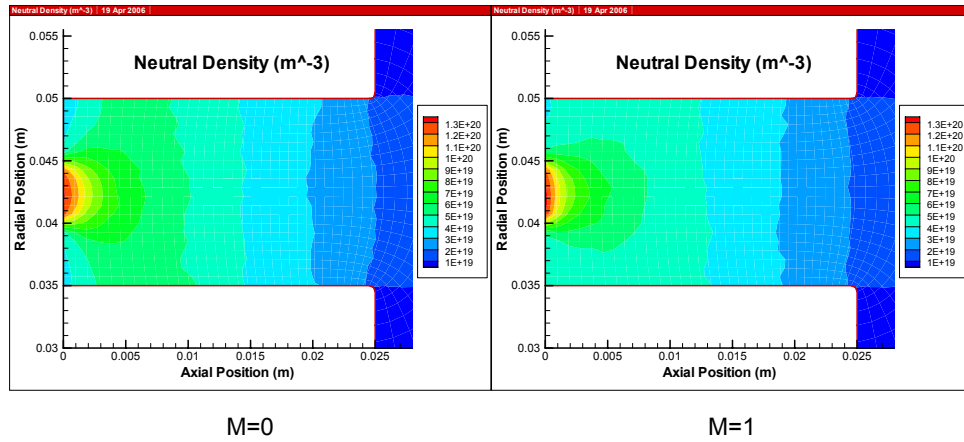 Neutral Density (m^-3) | 19 Apr 2006
Neutral Density (m^-3)
0.055
0.05
0.045
0.04
0.035
0.03
Radial Position (m)
0
0.005
0.01
0.015
0.02
0.025
Axial Position (m)
1.3E+20
1.2E+20
1.1E+20
1E+20
9E+19
8E+19
7E+19
6E+19
5E+19
4E+19
3E+19
2E+19
1E+19
M=0
Neutral Density (m^-3) | 19 Apr 2006
Neutral Density (m^-3)
0.055
0.05
0.045
0.04
0.035
0.03
Radial Position (m)
0
0.005
0.01
0.015
0.02
0.025
Axial Position (m)
1.3E+20
1.2E+20
1.1E+20
1E+20
9E+19
8E+19
7E+19
6E+19
5E+19
4E+19
3E+19
2E+19
1E+19
M=1